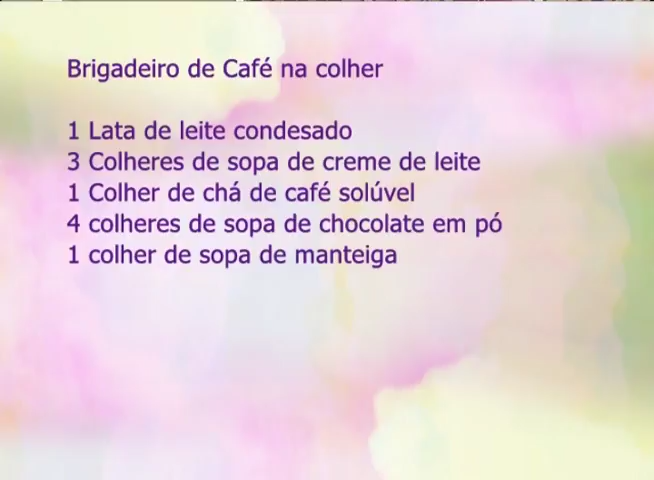 Brigadeiro de Café na colher
1 Lata de leite condesado
3 Colheres de sopa de creme de leite
1 Colher de chá de café solúvel
4 colheres de sopa de chocolate em pó
1 colher de sopa de manteiga